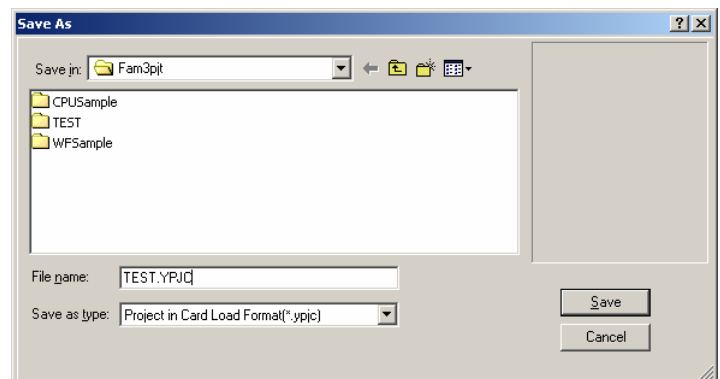 Save As
Save in: Fam3pjt
CPUSample
TEST
WFSample
File name: TEST.YPJC
Save as type: Project in Card Load Format(*.ypjc)
Save
Cancel